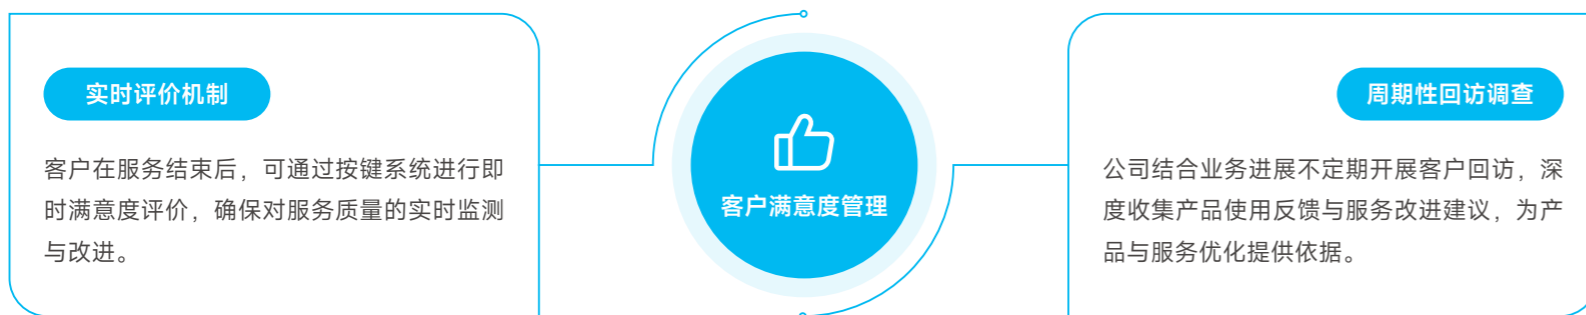 实时评价机制
客户在服务结束后，可通过按键系统进行即
时满意度评价，确保对服务质量的实时监测
与改进。
客户满意度管理
周期性回访调查
公司结合业务进展不定期开展客户回访，深
度收集产品使用反馈与服务改进建议，为产
品与服务优化提供依据。